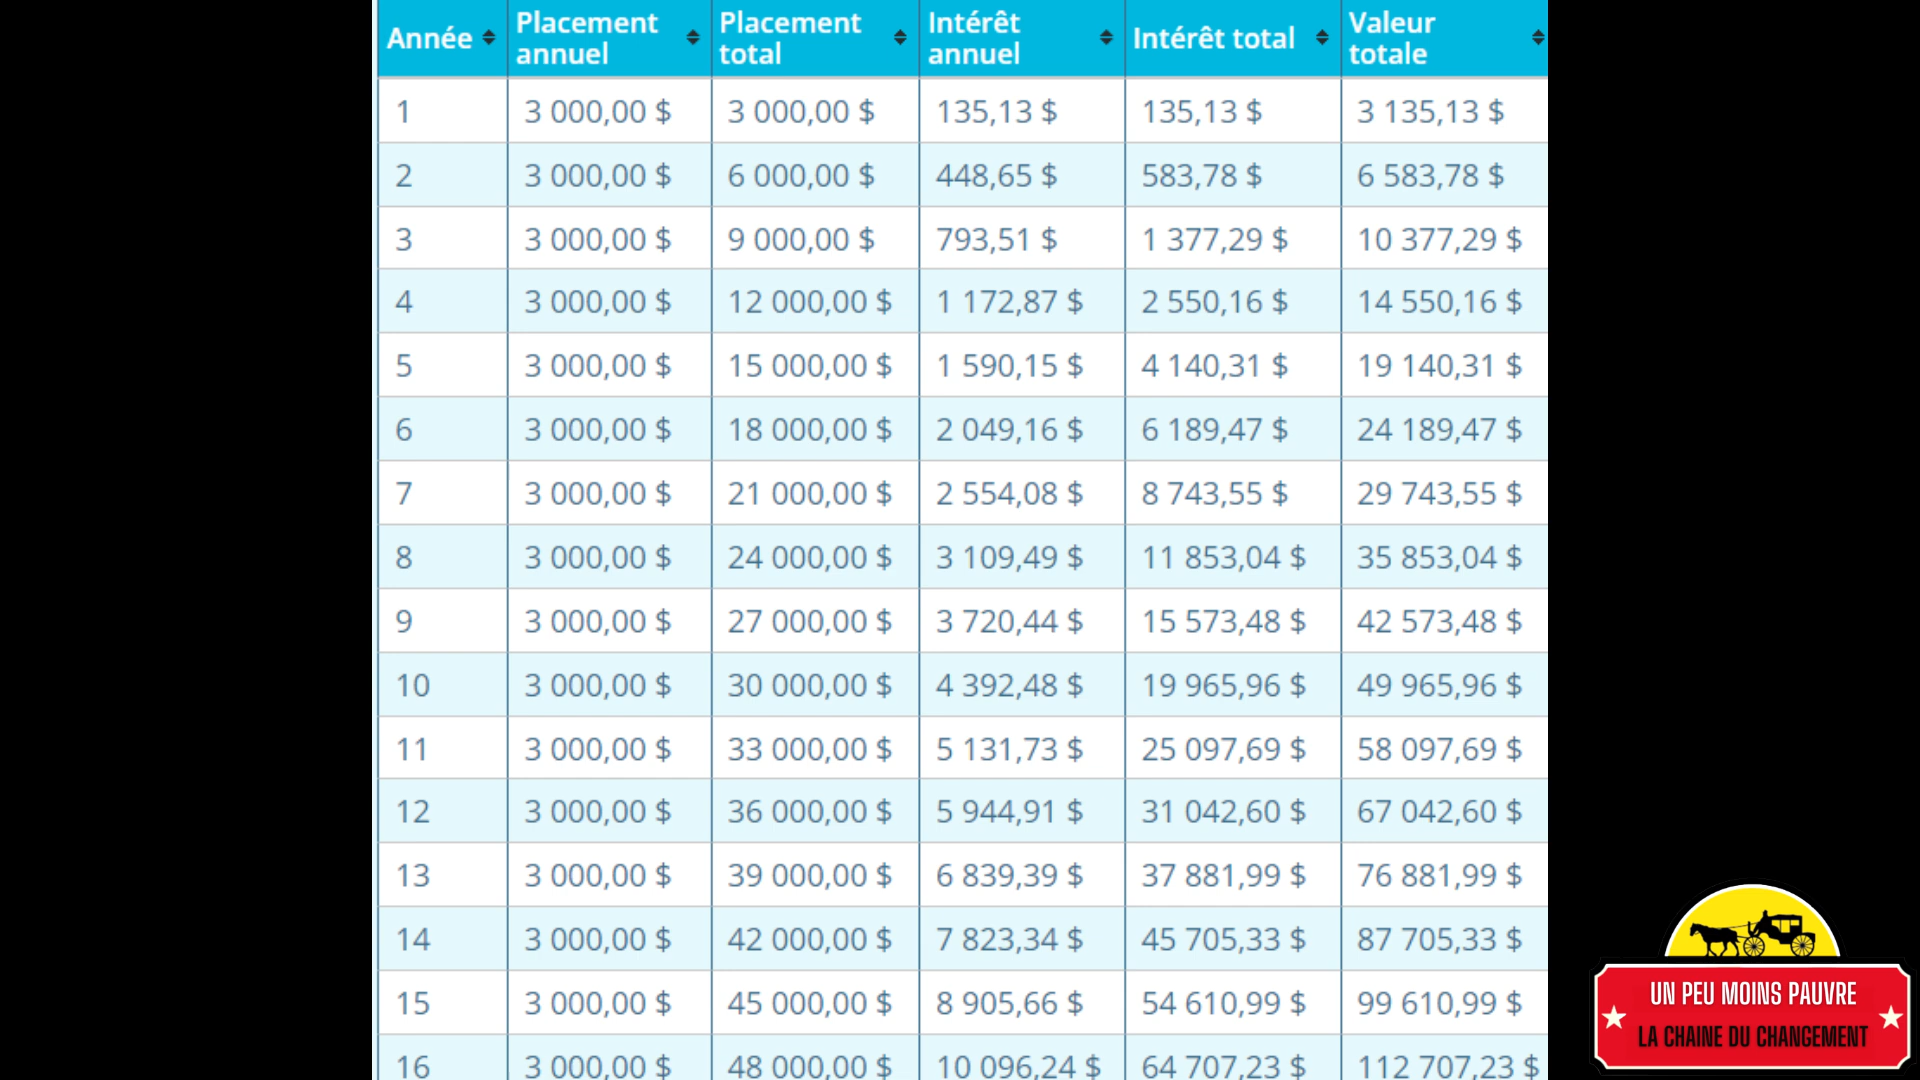 Année Placement annuel Placement total Intérêt annuel Intérêt total Valeur totale
1 3 000,00 $ 3 000,00 $ 135,13 $ 135,13 $ 3 135,13 $
2 3 000,00 $ 6 000,00 $ 448,65 $ 583,78 $ 6 583,78 $
3 3 000,00 $ 9 000,00 $ 793,51 $ 1 377,29 $ 10 377,29 $
4 3 000,00 $ 12 000,00 $ 1 172,87 $ 2 550,16 $ 14 550,16 $
5 3 000,00 $ 15 000,00 $ 1 590,15 $ 4 140,31 $ 19 140,31 $
6 3 000,00 $ 18 000,00 $ 2 049,16 $ 6 189,47 $ 24 189,47 $
7 3 000,00 $ 21 000,00 $ 2 554,08 $ 8 743,55 $ 29 743,55 $
8 3 000,00 $ 24 000,00 $ 3 109,49 $ 11 853,04 $ 35 853,04 $
9 3 000,00 $ 27 000,00 $ 3 720,44 $ 15 573,48 $ 42 573,48 $
10 3 000,00 $ 30 000,00 $ 4 392,48 $ 19 965,96 $ 49 965,96 $
11 3 000,00 $ 33 000,00 $ 5 131,73 $ 25 097,69 $ 58 097,69 $
12 3 000,00 $ 36 000,00 $ 5 944,91 $ 31 042,60 $ 67 042,60 $
13 3 000,00 $ 39 000,00 $ 6 839,39 $ 37 881,99 $ 76 881,99 $
14 3 000,00 $ 42 000,00 $ 7 823,34 $ 45 705,33 $ 87 705,33 $
15 3 000,00 $ 45 000,00 $ 8 905,66 $ 54 610,99 $ 99 610,99 $
16 3 000,00 $ 48 000,00 $ 10 096,24 $ 64 707,23 $ 112 707,23 $
UN PEU MOINS PAUVRE
LA CHAINE DU CHANGEMENT